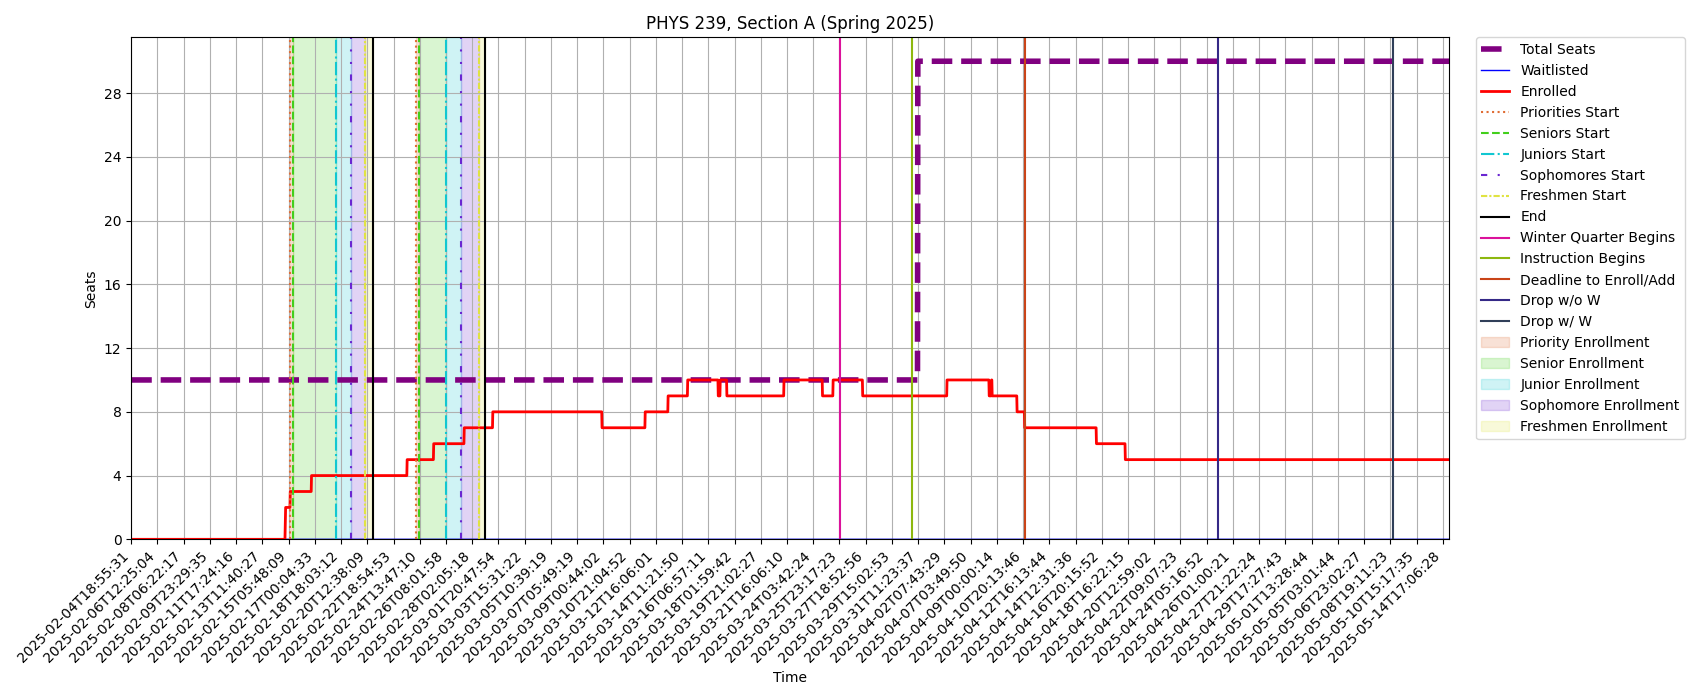 PHYS 239, Section A (Spring 2025)
Seats
28
24
20
16
12
8
4
0
2025-02-04T18:55:31
2025-02-06T12:25:04
2025-02-08T06:22:17
2025-02-09T23:29:35
2025-02-11T17:24:16
2025-02-13T11:40:27
2025-02-15T05:48:09
2025-02-17T00:04:33
2025-02-18T18:03:12
2025-02-20T12:38:09
2025-02-22T18:54:53
2025-02-24T13:47:10
2025-02-26T08:01:58
2025-02-28T02:05:18
2025-03-01T20:47:54
2025-03-03T15:31:22
2025-03-05T10:39:19
2025-03-07T05:49:19
2025-03-09T00:44:02
2025-03-10T21:04:52
2025-03-12T16:06:01
2025-03-14T11:21:50
2025-03-16T06:57:11
2025-03-18T01:59:42
2025-03-19T21:02:27
2025-03-21T16:06:10
2025-03-24T03:42:24
2025-03-25T23:17:23
2025-03-27T18:52:56
2025-03-29T15:02:53
2025-03-31T11:23:37
2025-04-02T07:43:29
2025-04-07T03:49:50
2025-04-09T00:00:14
2025-04-10T20:13:46
2025-04-12T16:13:44
2025-04-14T12:31:36
2025-04-16T20:15:52
2025-04-18T16:22:15
2025-04-20T12:59:02
2025-04-22T09:07:23
2025-04-24T05:16:52
2025-04-26T01:00:21
2025-04-27T21:22:24
2025-04-29T17:27:43
2025-05-01T13:28:44
2025-05-05T03:01:44
2025-05-06T23:02:27
2025-05-08T19:11:23
2025-05-10T15:17:35
2025-05-14T17:06:28
Time
Total Seats
Waitlisted
Enrolled
Priorities Start
Seniors Start
Juniors Start
Sophomores Start
Freshmen Start
End
Winter Quarter Begins
Instruction Begins
Deadline to Enroll/Add
Drop w/o W
Drop w/ W
Priority Enrollment
Senior Enrollment
Junior Enrollment
Sophomore Enrollment
Freshmen Enrollment